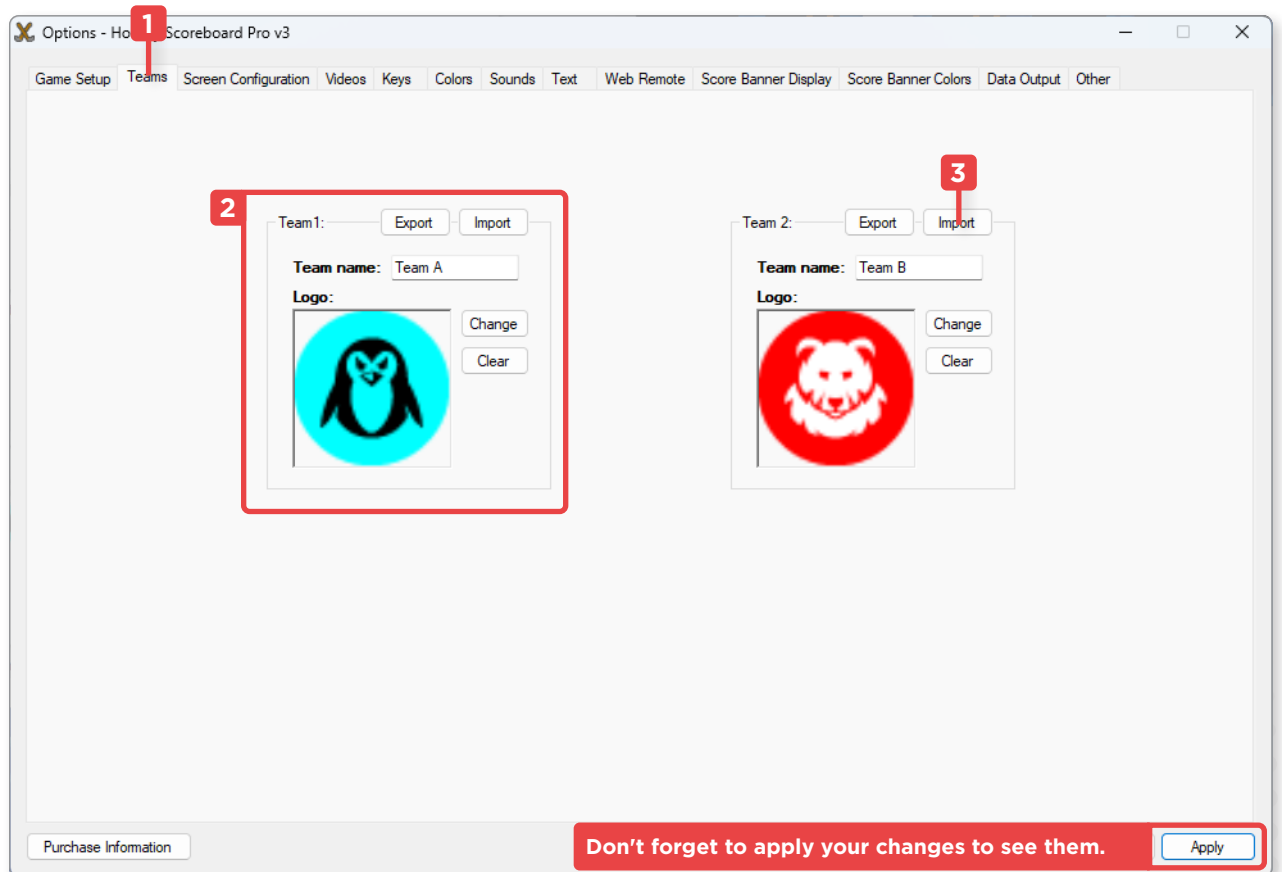 1
Options - Ho Scoreboard Pro v3
Game Setup Teams Screen Configuration Videos Keys Colors Sounds Text Web Remote Score Banner Display Score Banner Colors Data Output Other
3
2
Team1: Export Import
Team 2: Export Import
Team name: Team A
Team name: Team B
Logo:
Logo:
Change
Change
Clear
Clear
Purchase Information
Don't forget to apply your changes to see them.
Apply